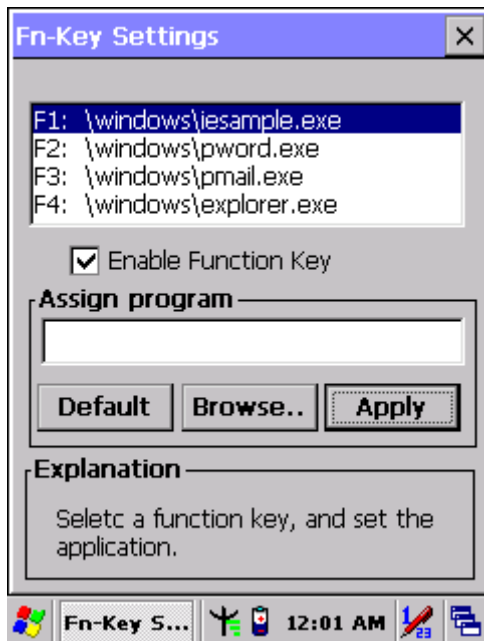 Fn-Key Settings
F1: \windows\iesample.exe
F2: \windows\pword.exe
F3: \windows\pmail.exe
F4: \windows\explorer.exe
Enable Function Key
Assign program
Default Browse.. Apply
Explanation
Seletc a function key, and set the
application.
Fn-Key S... 12:01 AM 23